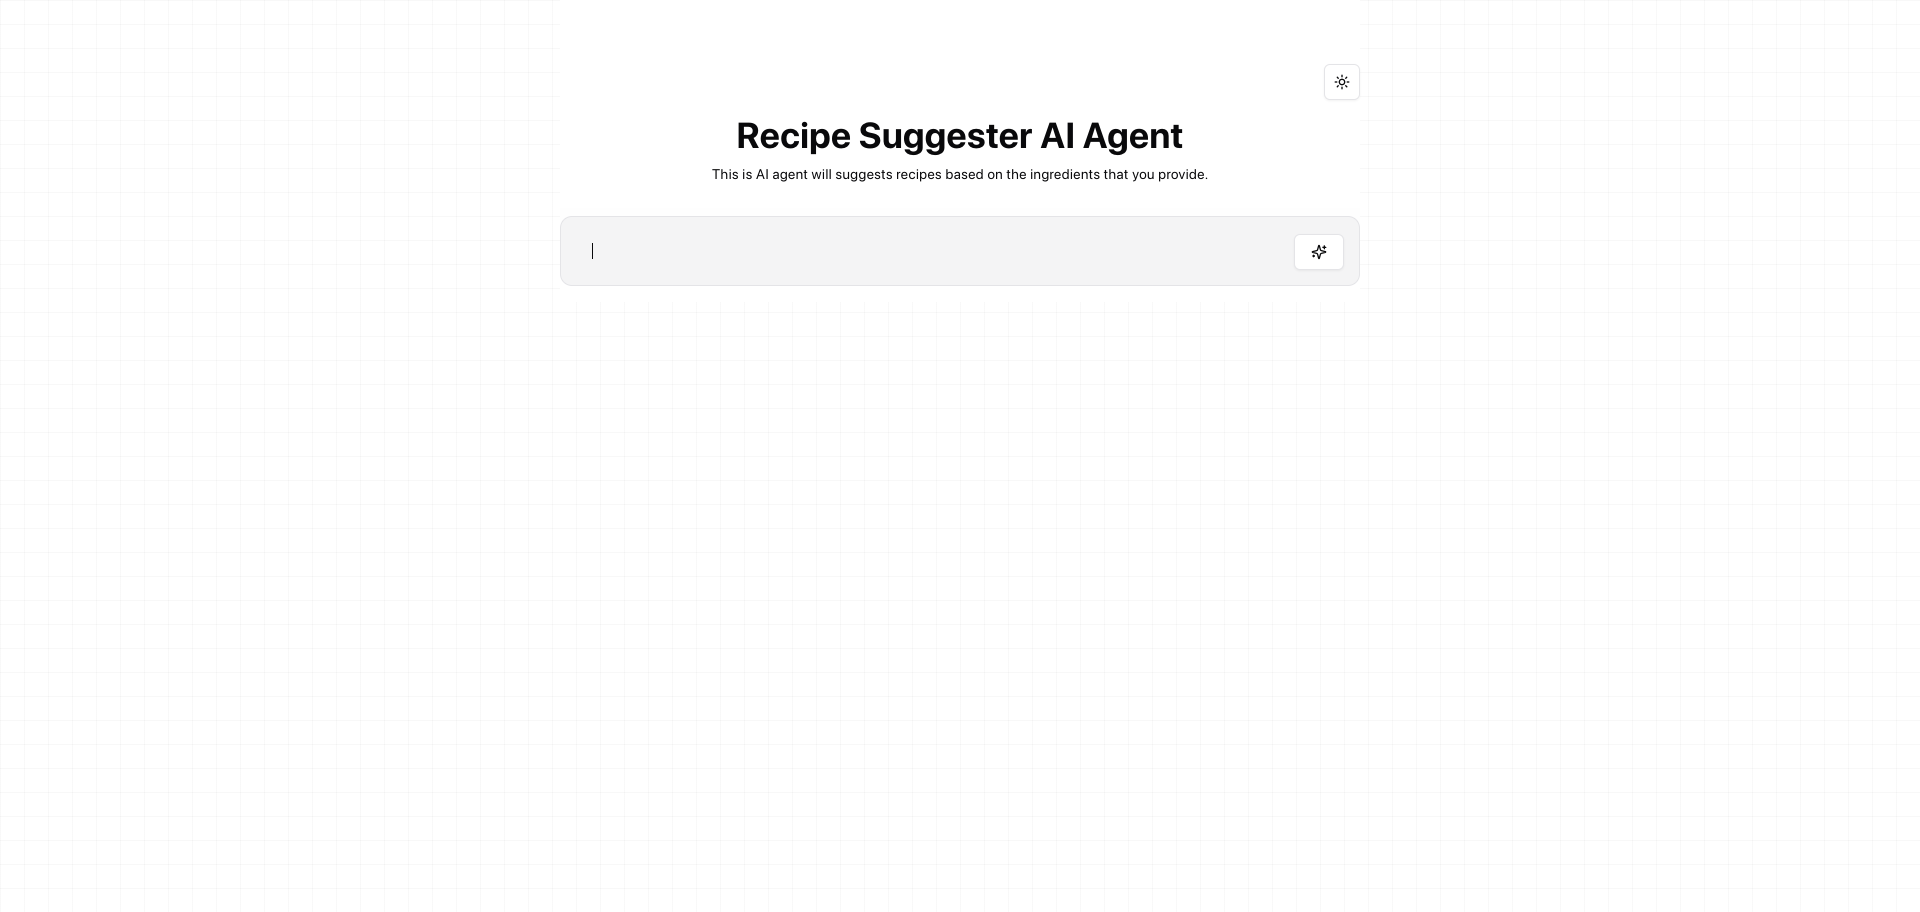 Recipe Suggester AI Agent
This is AI agent will suggests recipes based on the ingredients that you provide.